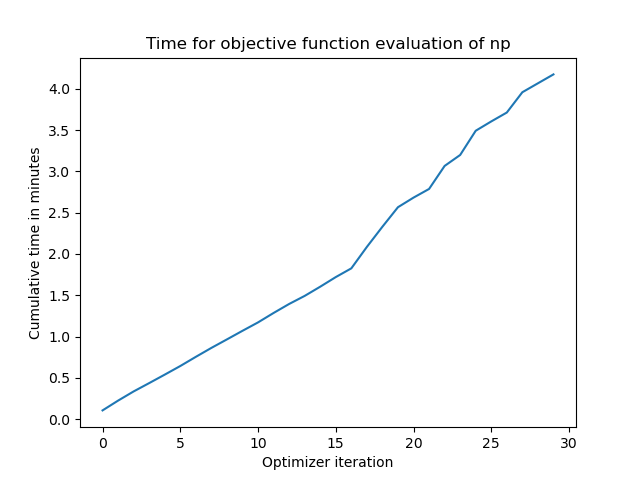 Time for objective function evaluation of np
Cumulative time in minutes
4.0
3.5
3.0
2.5
2.0
1.5
1.0
0.5
0.0
0 5 10 15 20 25 30
Optimizer iteration